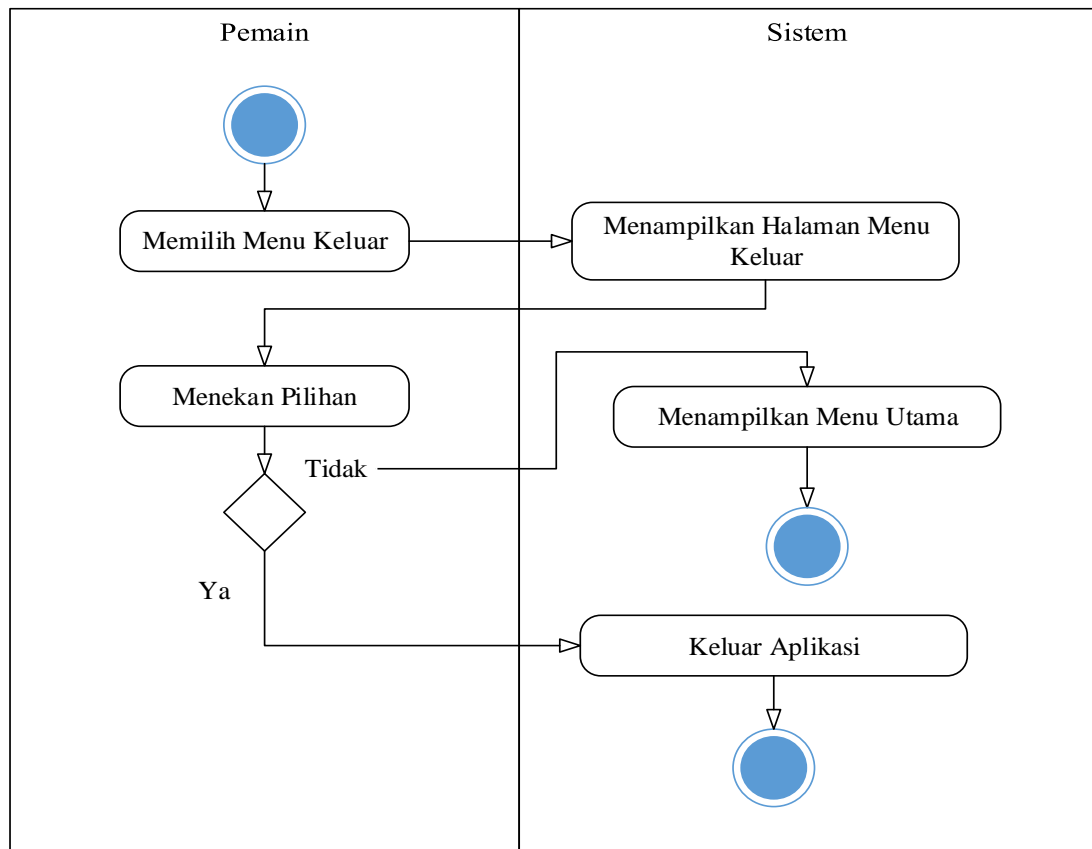 Pemain
Sistem
Memilih Menu Keluar
Menampilkan Halaman Menu
Keluar
Menekan Pilihan
Menampilkan Menu Utama
Tidak
Ya
Keluar Aplikasi